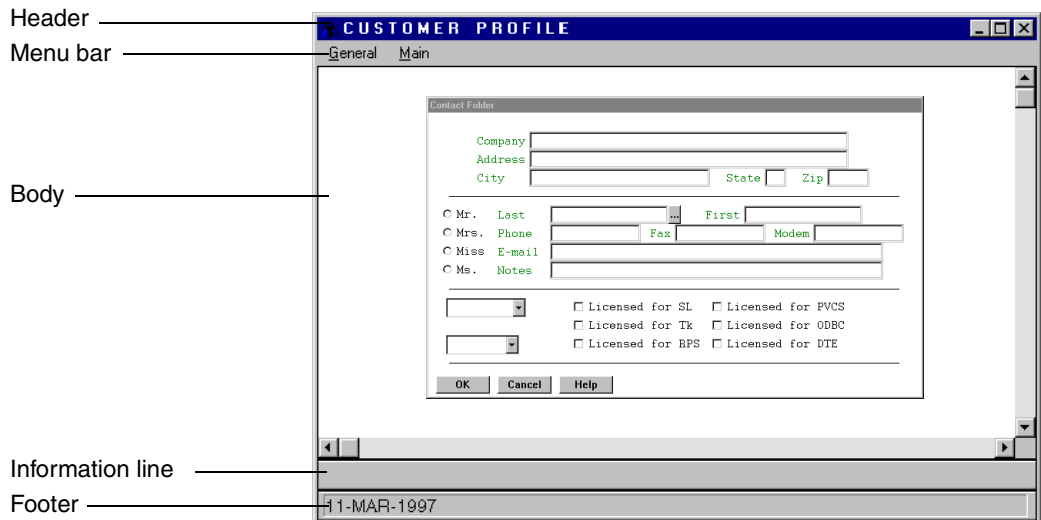 Header
CUSTOMER PROFILE
Menu bar
General Main
Contact Folder
Company
Address
City State Zip
Body
Mr. Last ... First
Mrs. Phone Fax Modem
Miss E-mail
Ms. Notes
Licensed for SL Licensed for PVCS
Licensed for Tk Licensed for ODBC
Licensed for RPS Licensed for DTE
OK Cancel Help
Information line
Footer
11-MAR-1997